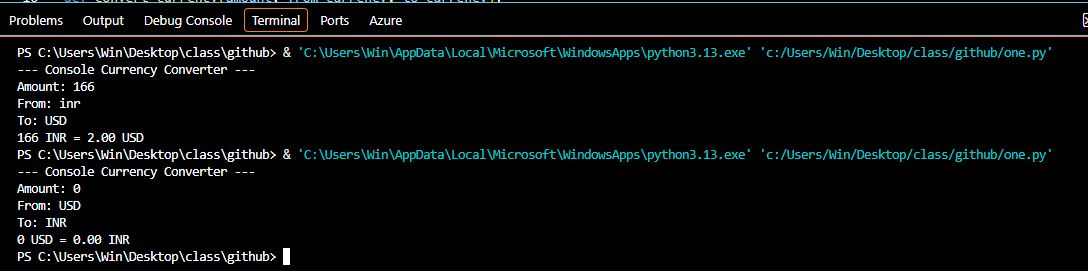 Problems Output Debug Console Terminal Ports Azure
PS C:\Users\Win\Desktop\class\github> & 'C:\Users\Win\AppData\Local\Microsoft\WindowsApps\python3.13.exe' 'c:/Users/Win/Desktop/class/github/one.py'
--- Console Currency Converter ---
Amount: 166
From: inr
To: USD
166 INR = 2.00 USD
PS C:\Users\Win\Desktop\class\github> & 'C:\Users\Win\AppData\Local\Microsoft\WindowsApps\python3.13.exe' 'c:/Users/Win/Desktop/class/github/one.py'
--- Console Currency Converter ---
Amount: 0
From: USD
To: INR
0 USD = 0.00 INR
PS C:\Users\Win\Desktop\class\github>